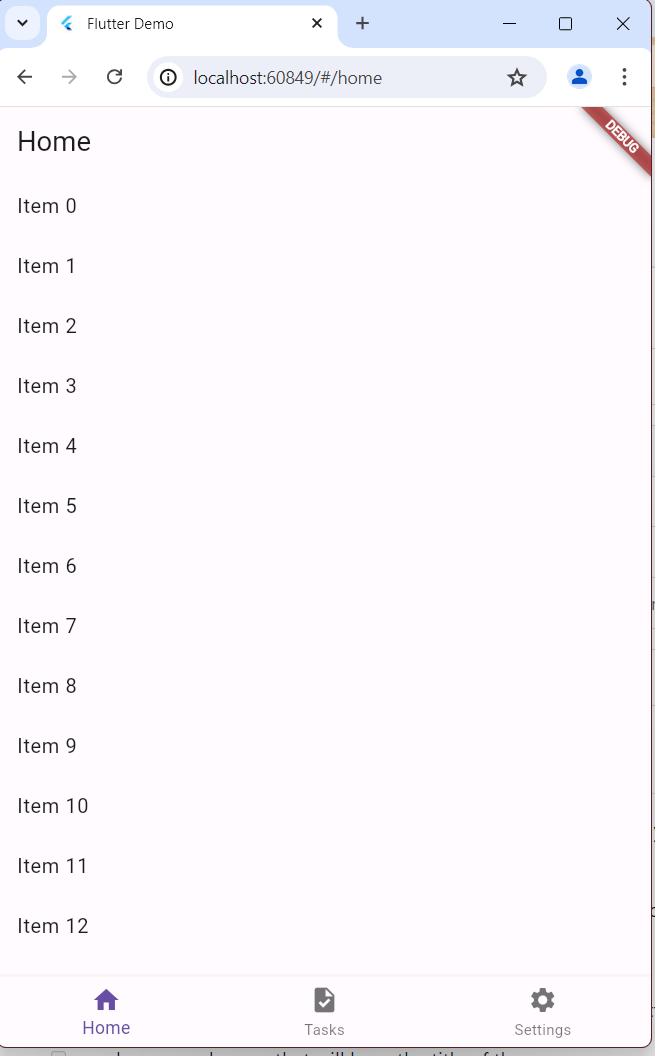 Flutter Demo
localhost:60849/#/home
DEBUG
Home
Item 0
Item 1
Item 2
Item 3
Item 4
Item 5
Item 6
Item 7
Item 8
Item 9
Item 10
Item 11
Item 12
Home
Tasks
Settings